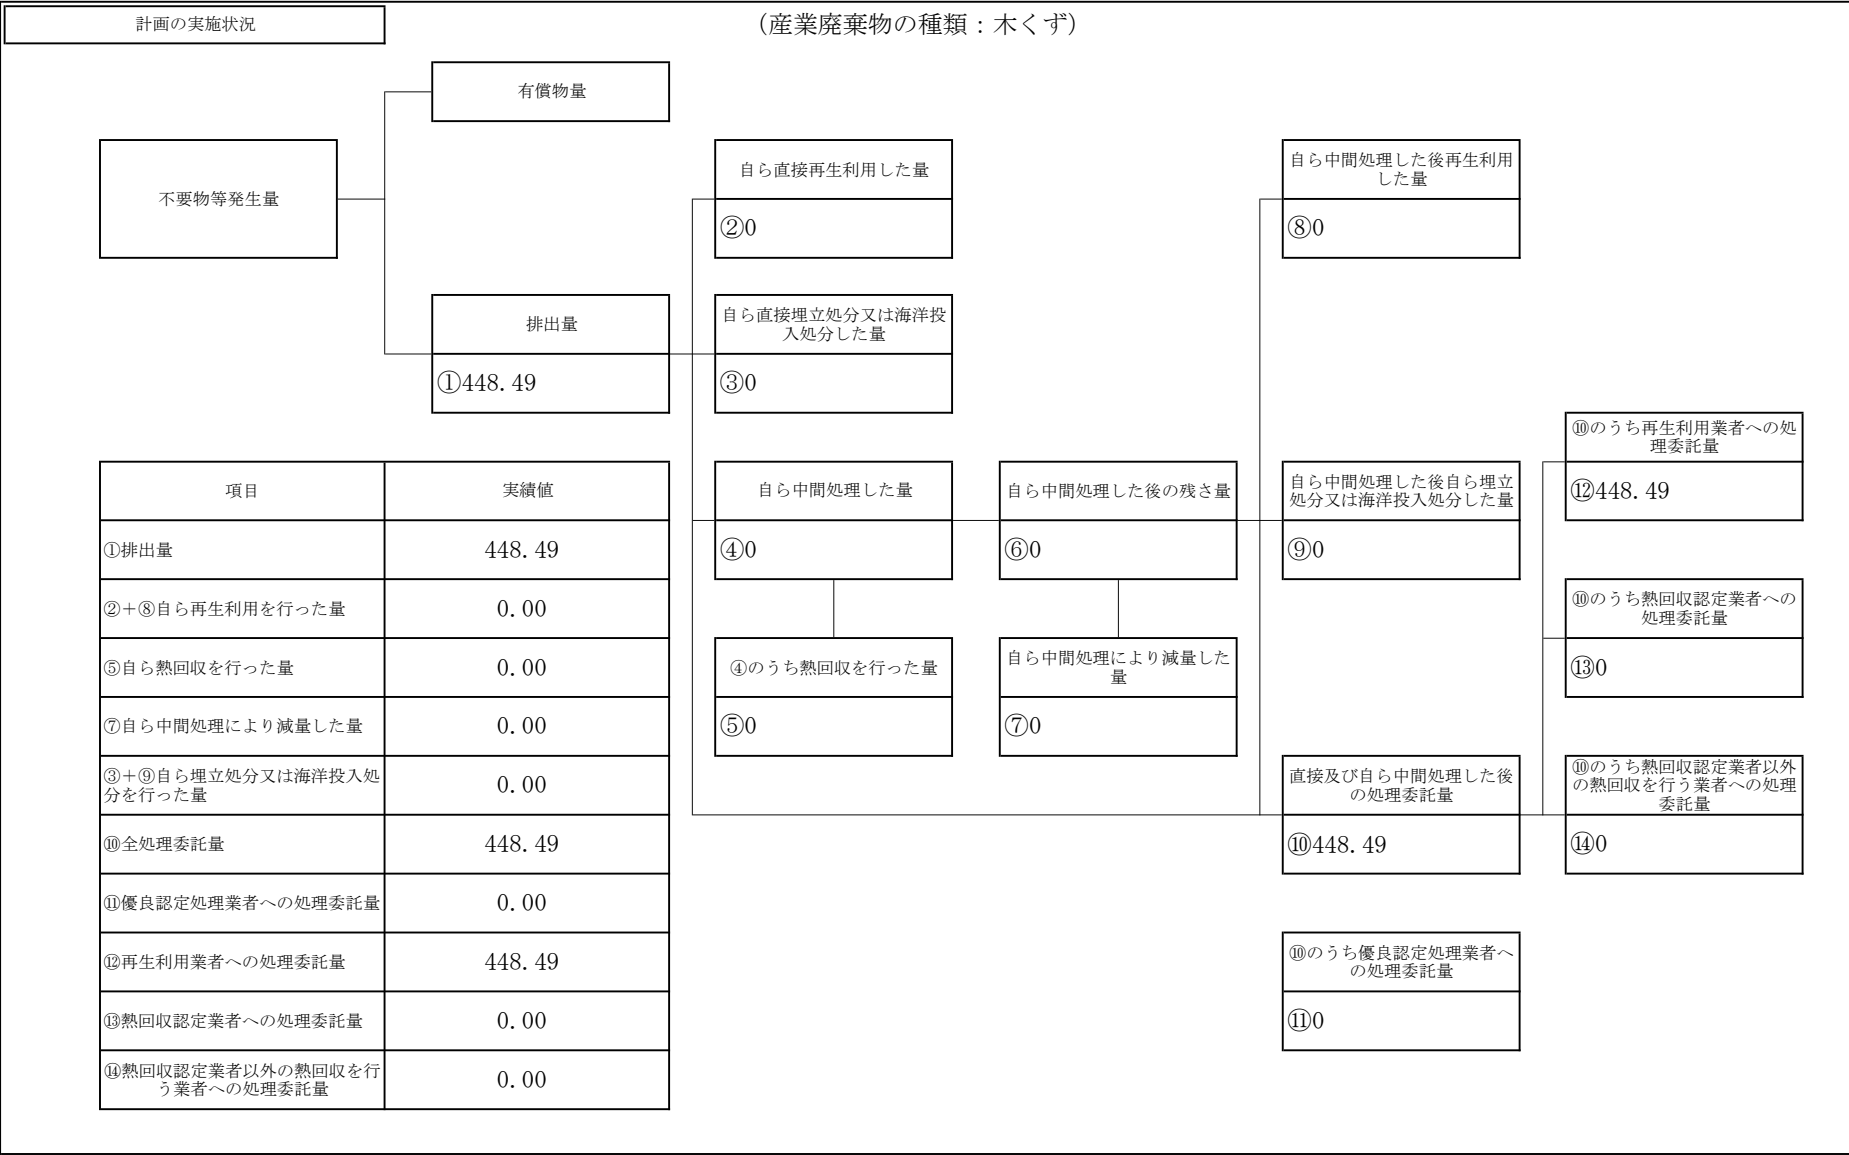 計画の実施状況
（産業廃棄物の種類：木くず）
有償物量
不要物等発生量
自ら直接再生利用した量
②0
自ら中間処理した後再生利用
した量
⑧0
排出量
①448.49
自ら直接埋立処分又は海洋投
入処分した量
③0
⑩のうち再生利用業者への処
理委託量
⑫448.49
自ら中間処理した量
④0
自ら中間処理した後の残さ量
⑥0
自ら中間処理した後自ら埋立
処分又は海洋投入処分した量
⑨0
⑩のうち熱回収認定業者への
処理委託量
⑬0
④のうち熱回収を行った量
⑤0
自ら中間処理により減量した
量
⑦0
直接及び自ら中間処理した後
の処理委託量
⑩448.49
⑩のうち熱回収認定業者以外
の熱回収を行う業者への処理
委託量
⑭0
⑩のうち優良認定処理業者へ
の処理委託量
⑪0
項目 実績値
①排出量 448.49
②＋⑧自ら再生利用を行った量 0.00
⑤自ら熱回収を行った量 0.00
⑦自ら中間処理により減量した量 0.00
③＋⑨自ら埋立処分又は海洋投入処
分を行った量 0.00
⑩全処理委託量 448.49
⑪優良認定処理業者への処理委託量 0.00
⑫再生利用業者への処理委託量 448.49
⑬熱回収認定業者への処理委託量 0.00
⑭熱回収認定業者以外の熱回収を行
う業者への処理委託量 0.00